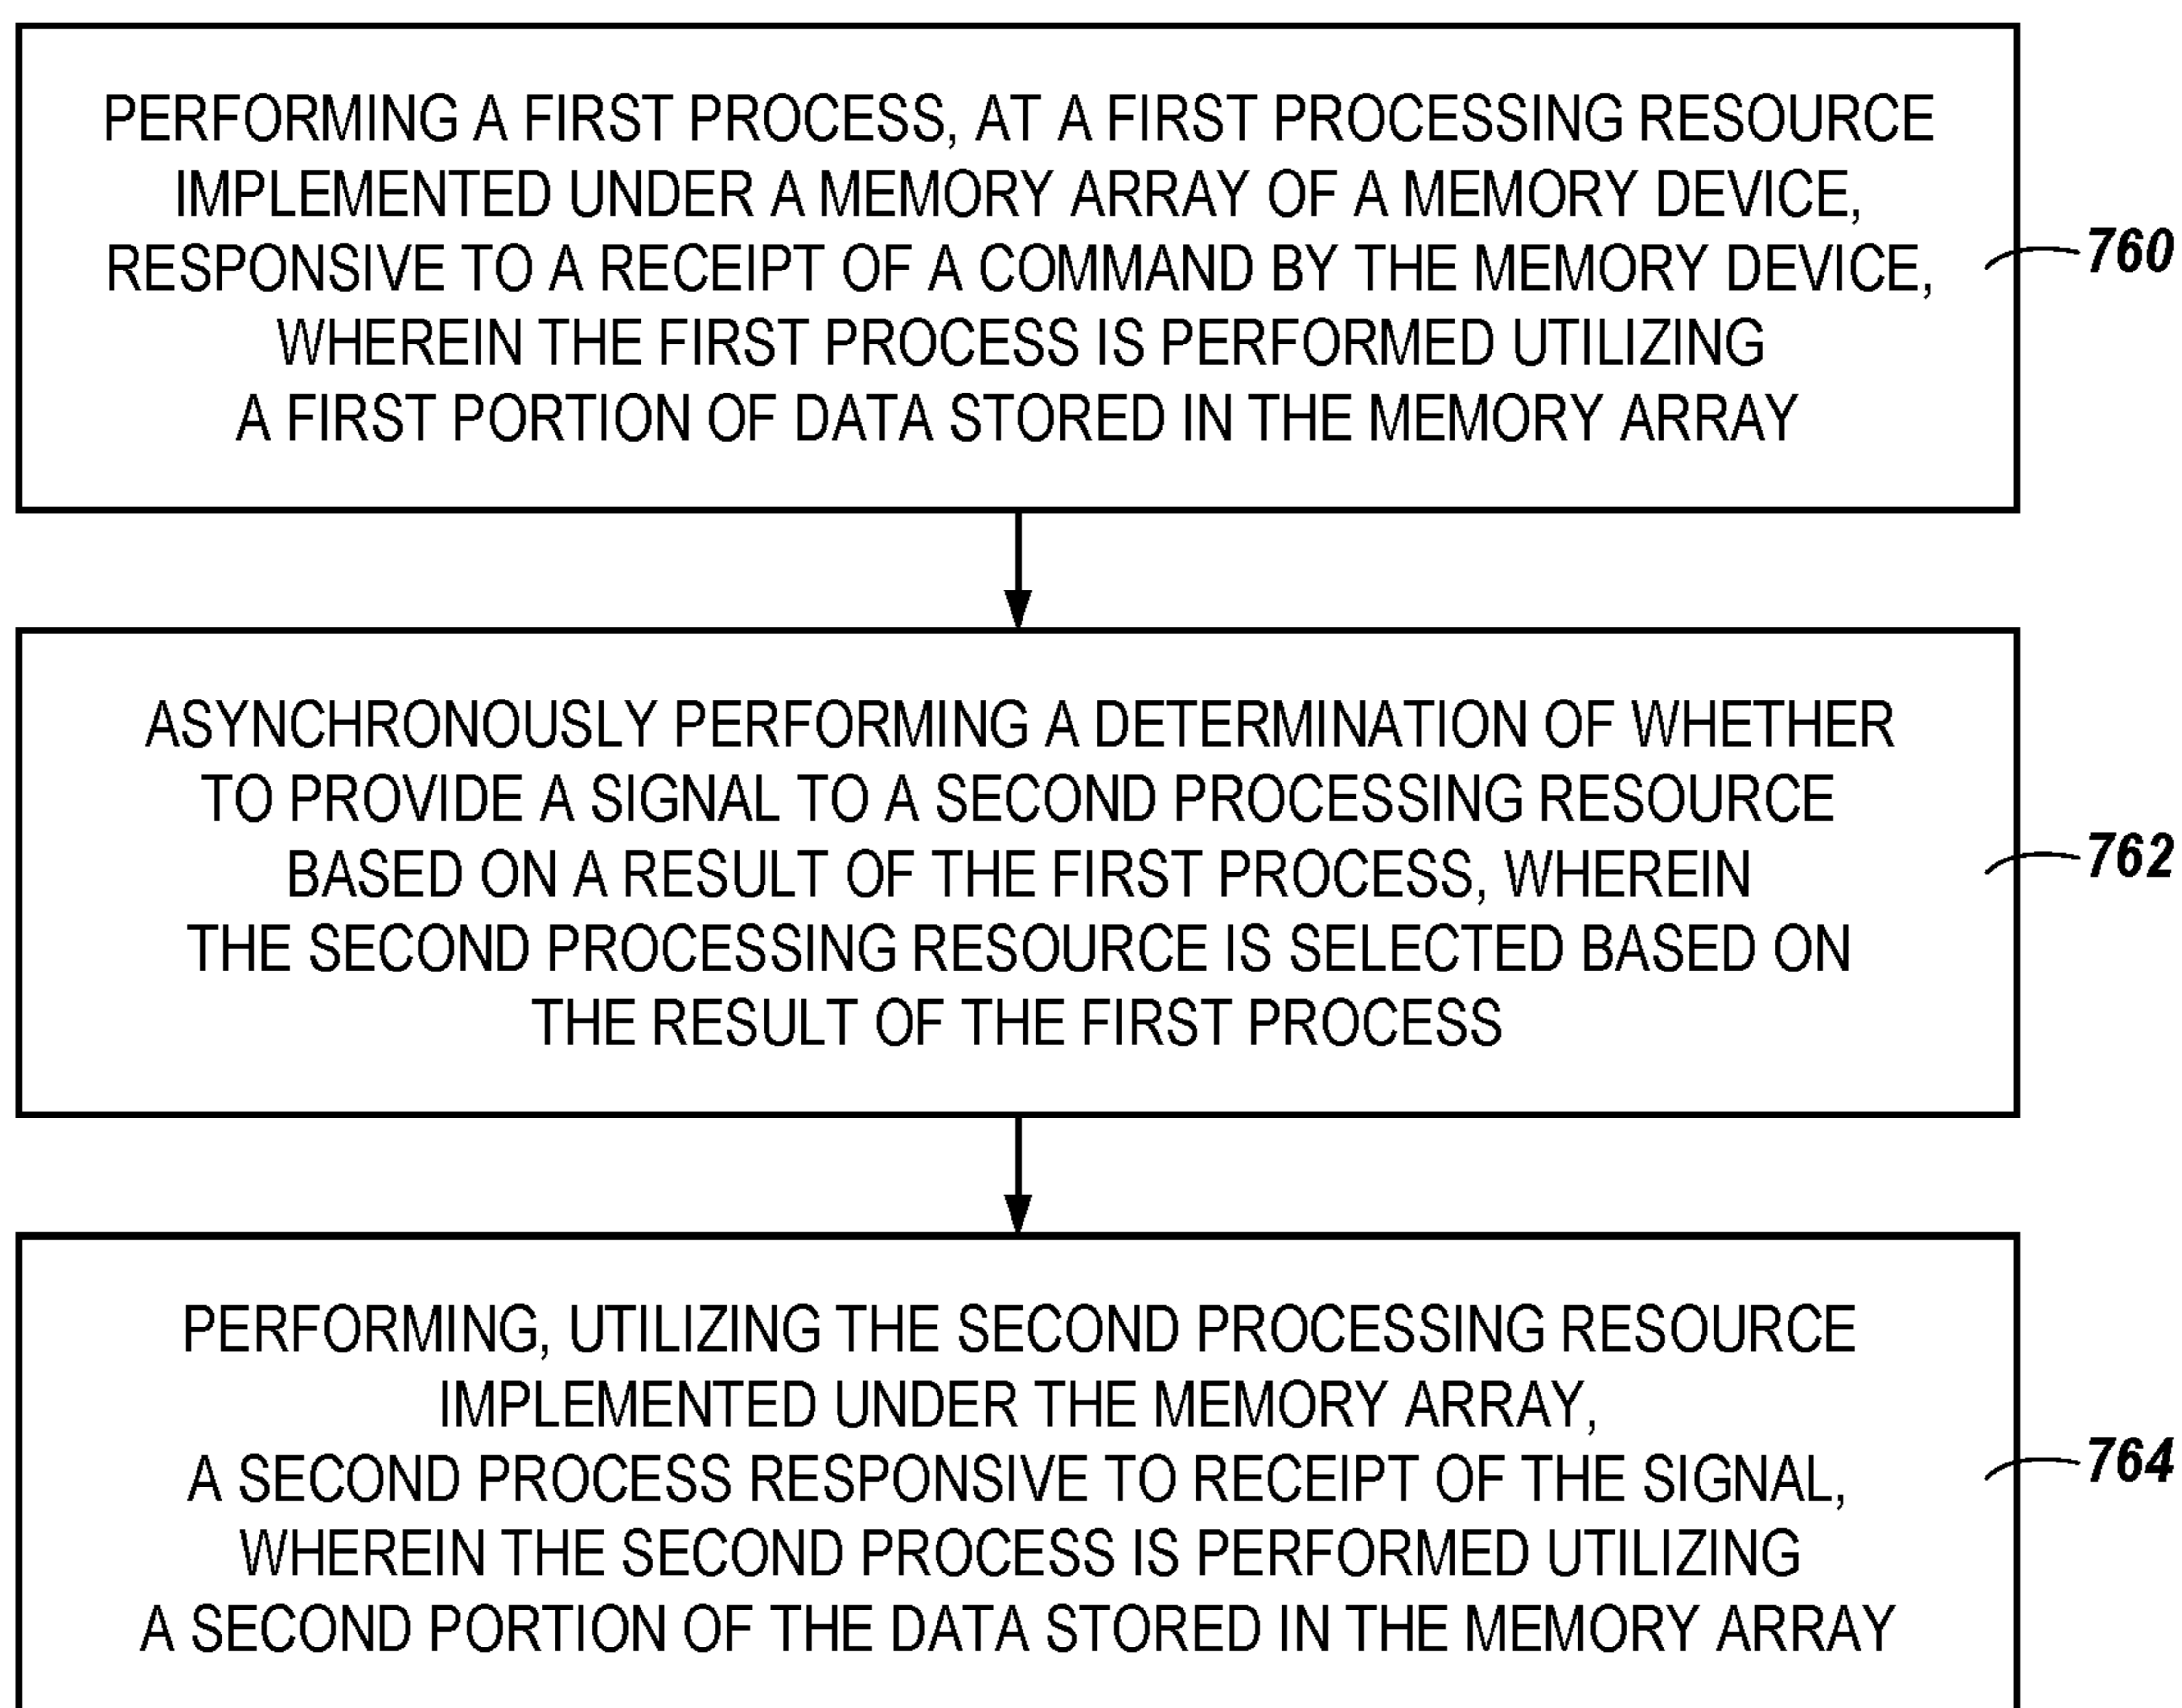 PERFORMING A FIRST PROCESS, AT A FIRST PROCESSING RESOURCE
IMPLEMENTED UNDER A MEMORY ARRAY OF A MEMORY DEVICE,
RESPONSIVE TO A RECEIPT OF A COMMAND BY THE MEMORY DEVICE,
WHEREIN THE FIRST PROCESS IS PERFORMED UTILIZING
A FIRST PORTION OF DATA STORED IN THE MEMORY ARRAY
760
ASYNCHRONOUSLY PERFORMING A DETERMINATION OF WHETHER
TO PROVIDE A SIGNAL TO A SECOND PROCESSING RESOURCE
BASED ON A RESULT OF THE FIRST PROCESS, WHEREIN
THE SECOND PROCESSING RESOURCE IS SELECTED BASED ON
THE RESULT OF THE FIRST PROCESS
762
PERFORMING, UTILIZING THE SECOND PROCESSING RESOURCE
IMPLEMENTED UNDER THE MEMORY ARRAY,
A SECOND PROCESS RESPONSIVE TO RECEIPT OF THE SIGNAL,
WHEREIN THE SECOND PROCESS IS PERFORMED UTILIZING
A SECOND PORTION OF THE DATA STORED IN THE MEMORY ARRAY
764